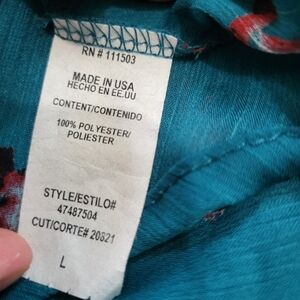 RN # 111503
MADE IN USA
HECHO EN EE.UU
CONTENT/CONTENIDO
100% POLYESTER/
POLIESTER
STYLE/ESTILO#
47487504
CUT/CORTE# 20821
L